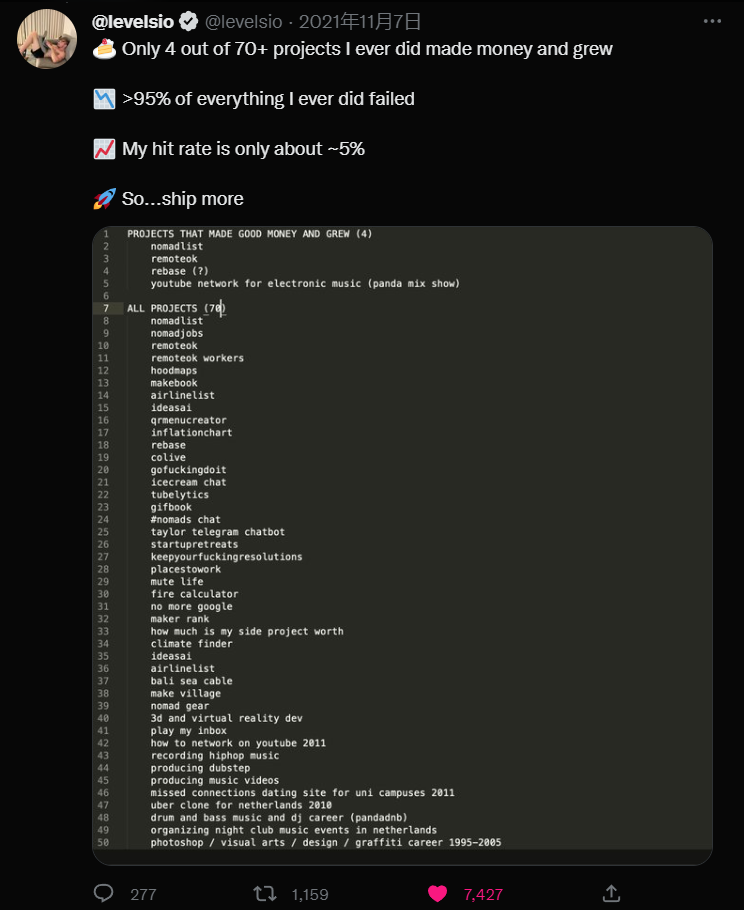 @levelsio @levelsio · 2021年11月7日
🍰 Only 4 out of 70+ projects I ever did made money and grew
📉 >95% of everything I ever did failed
📈 My hit rate is only about ~5%
🚀 So...ship more
1 PROJECTS THAT MADE GOOD MONEY AND GREW (4)
2 nomadlist
3 remoteok
4 rebase (?)
5 youtube network for electronic music (panda mix show)
6
7 ALL PROJECTS (70)
8 nomadlist
9 nomadjobs
10 remoteok
11 remoteok workers
12 hoodmaps
13 makebook
14 airlinelist
15 ideasai
16 qrmenucreator
17 inflationchart
18 rebase
19 colive
20 gofuckingdoit
21 icecream chat
22 tubelytics
23 gifbook
24 #nomads chat
25 taylor telegram chatbot
26 startupretreats
27 keepyourfuckingresolutions
28 placestowork
29 mute life
30 fire calculator
31 no more google
32 maker rank
33 how much is my side project worth
34 climate finder
35 ideasai
36 airlinelist
37 bali sea cable
38 make village
39 nomad gear
40 3d and virtual reality dev
41 play my inbox
42 how to network on youtube 2011
43 recording hiphop music
44 producing dubstep
45 producing music videos
46 missed connections dating site for uni campuses 2011
47 uber clone for netherlands 2010
48 drum and bass music and dj career (pandadnb)
49 organizing night club music events in netherlands
50 photoshop / visual arts / design / graffiti career 1995-2005
277 1,159 7,427